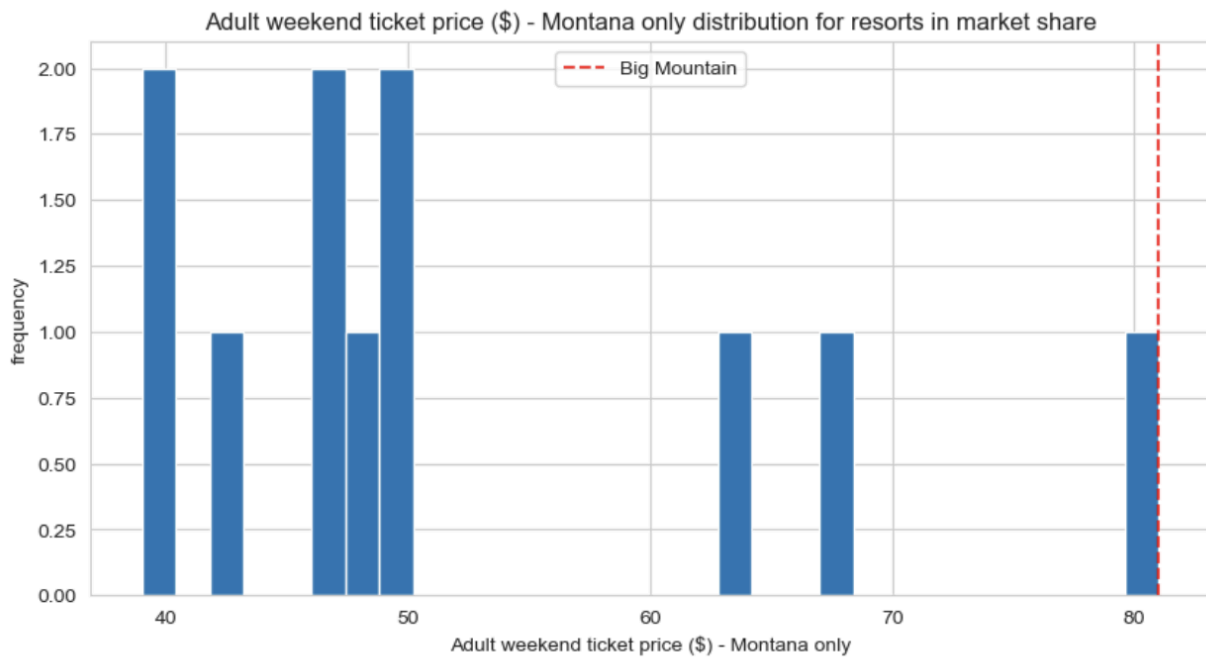 Adult weekend ticket price ($) - Montana only distribution for resorts in market share
Big Mountain
2.00
1.75
1.50
1.25
1.00
0.75
0.50
0.25
0.00
frequency
40 50 60 70 80
Adult weekend ticket price ($) - Montana only